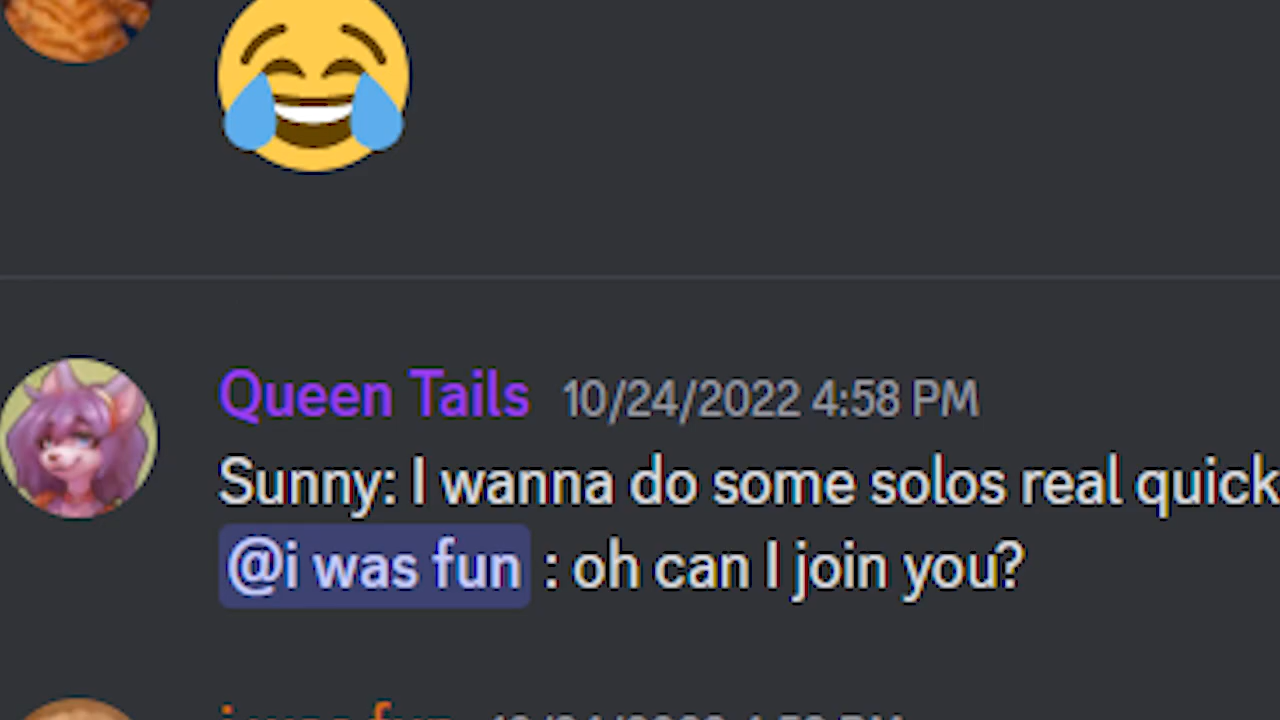 Queen Tails 10/24/2022 4:58 PM
Sunny: I wanna do some solos real quick
@i was fun : oh can I join you?